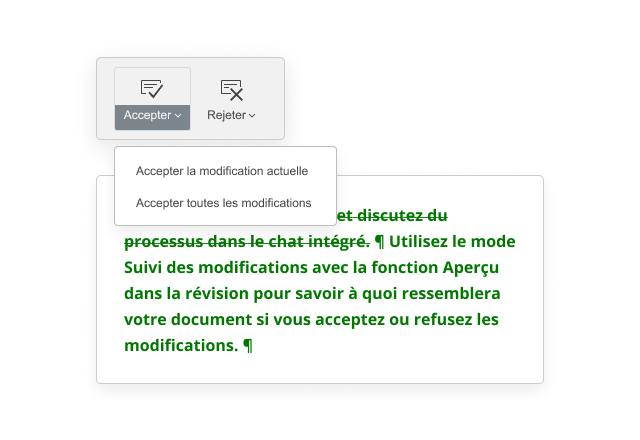 Accepter Rejeter
Accepter la modification actuelle
Accepter toutes les modifications
et discutez du
processus dans le chat intégré. ¶ Utilisez le mode
Suivi des modifications avec la fonction Aperçu
dans la révision pour savoir à quoi ressemblera
votre document si vous acceptez ou refusez les
modifications. ¶